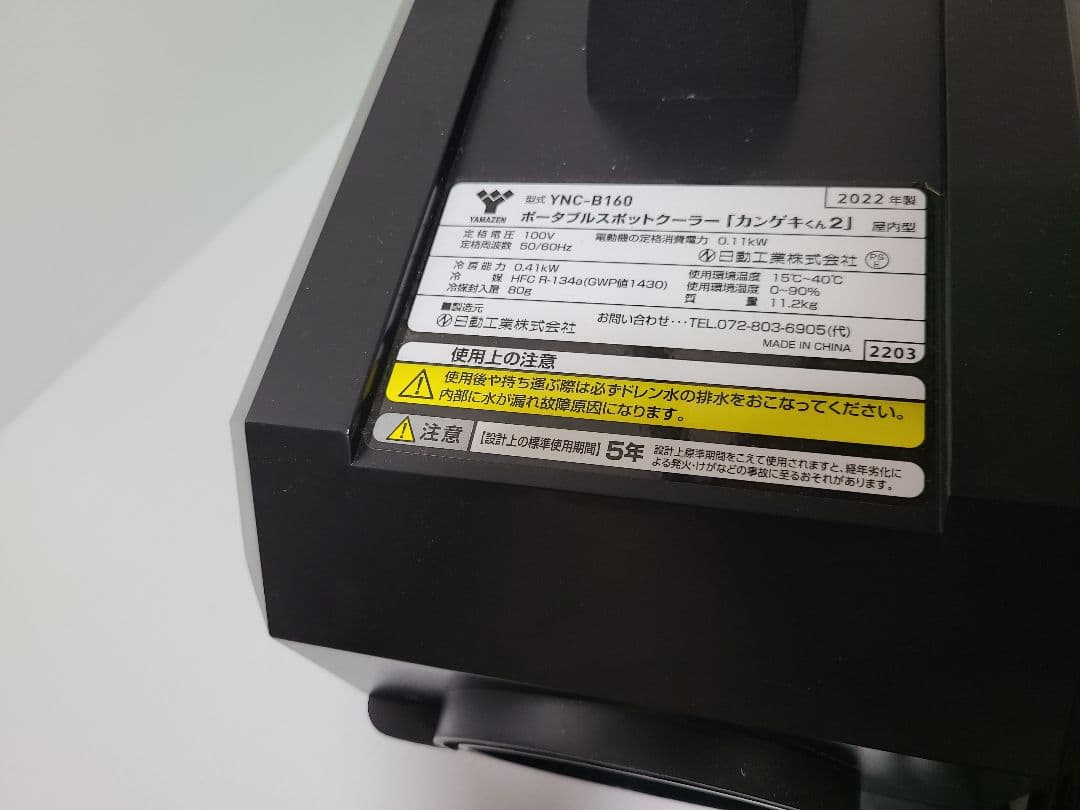 YAMAZEN
型式 YNC-B160
2022 年製
ポータブルスポットクーラー「カンゲキくん2」 屋内型
定格電圧 100V 電動機の定格消費電力 0.11kW
定格周波数 50/60Hz
日動工業株式会社 PSE
冷房能力 0.41kW 使用環境温度 15℃~40℃
冷媒 HFC R-134a(GWP値1430) 使用環境湿度 0~90%
冷媒封入量 80g 質量 11.2kg
■製造元
日動工業株式会社 お問い合わせ・・・TEL.072-803-6905(代)
MADE IN CHINA 2203
使用上の注意
使用後や持ち運ぶ際は必ずドレン水の排水をおこなってください。
内部に水が漏れ故障原因になります。
注意 【設計上の標準使用期間】5年 設計上標準期間をこえて使用されますと、経年劣化に
よる発火・けがなどの事故に至るおそれがあります。